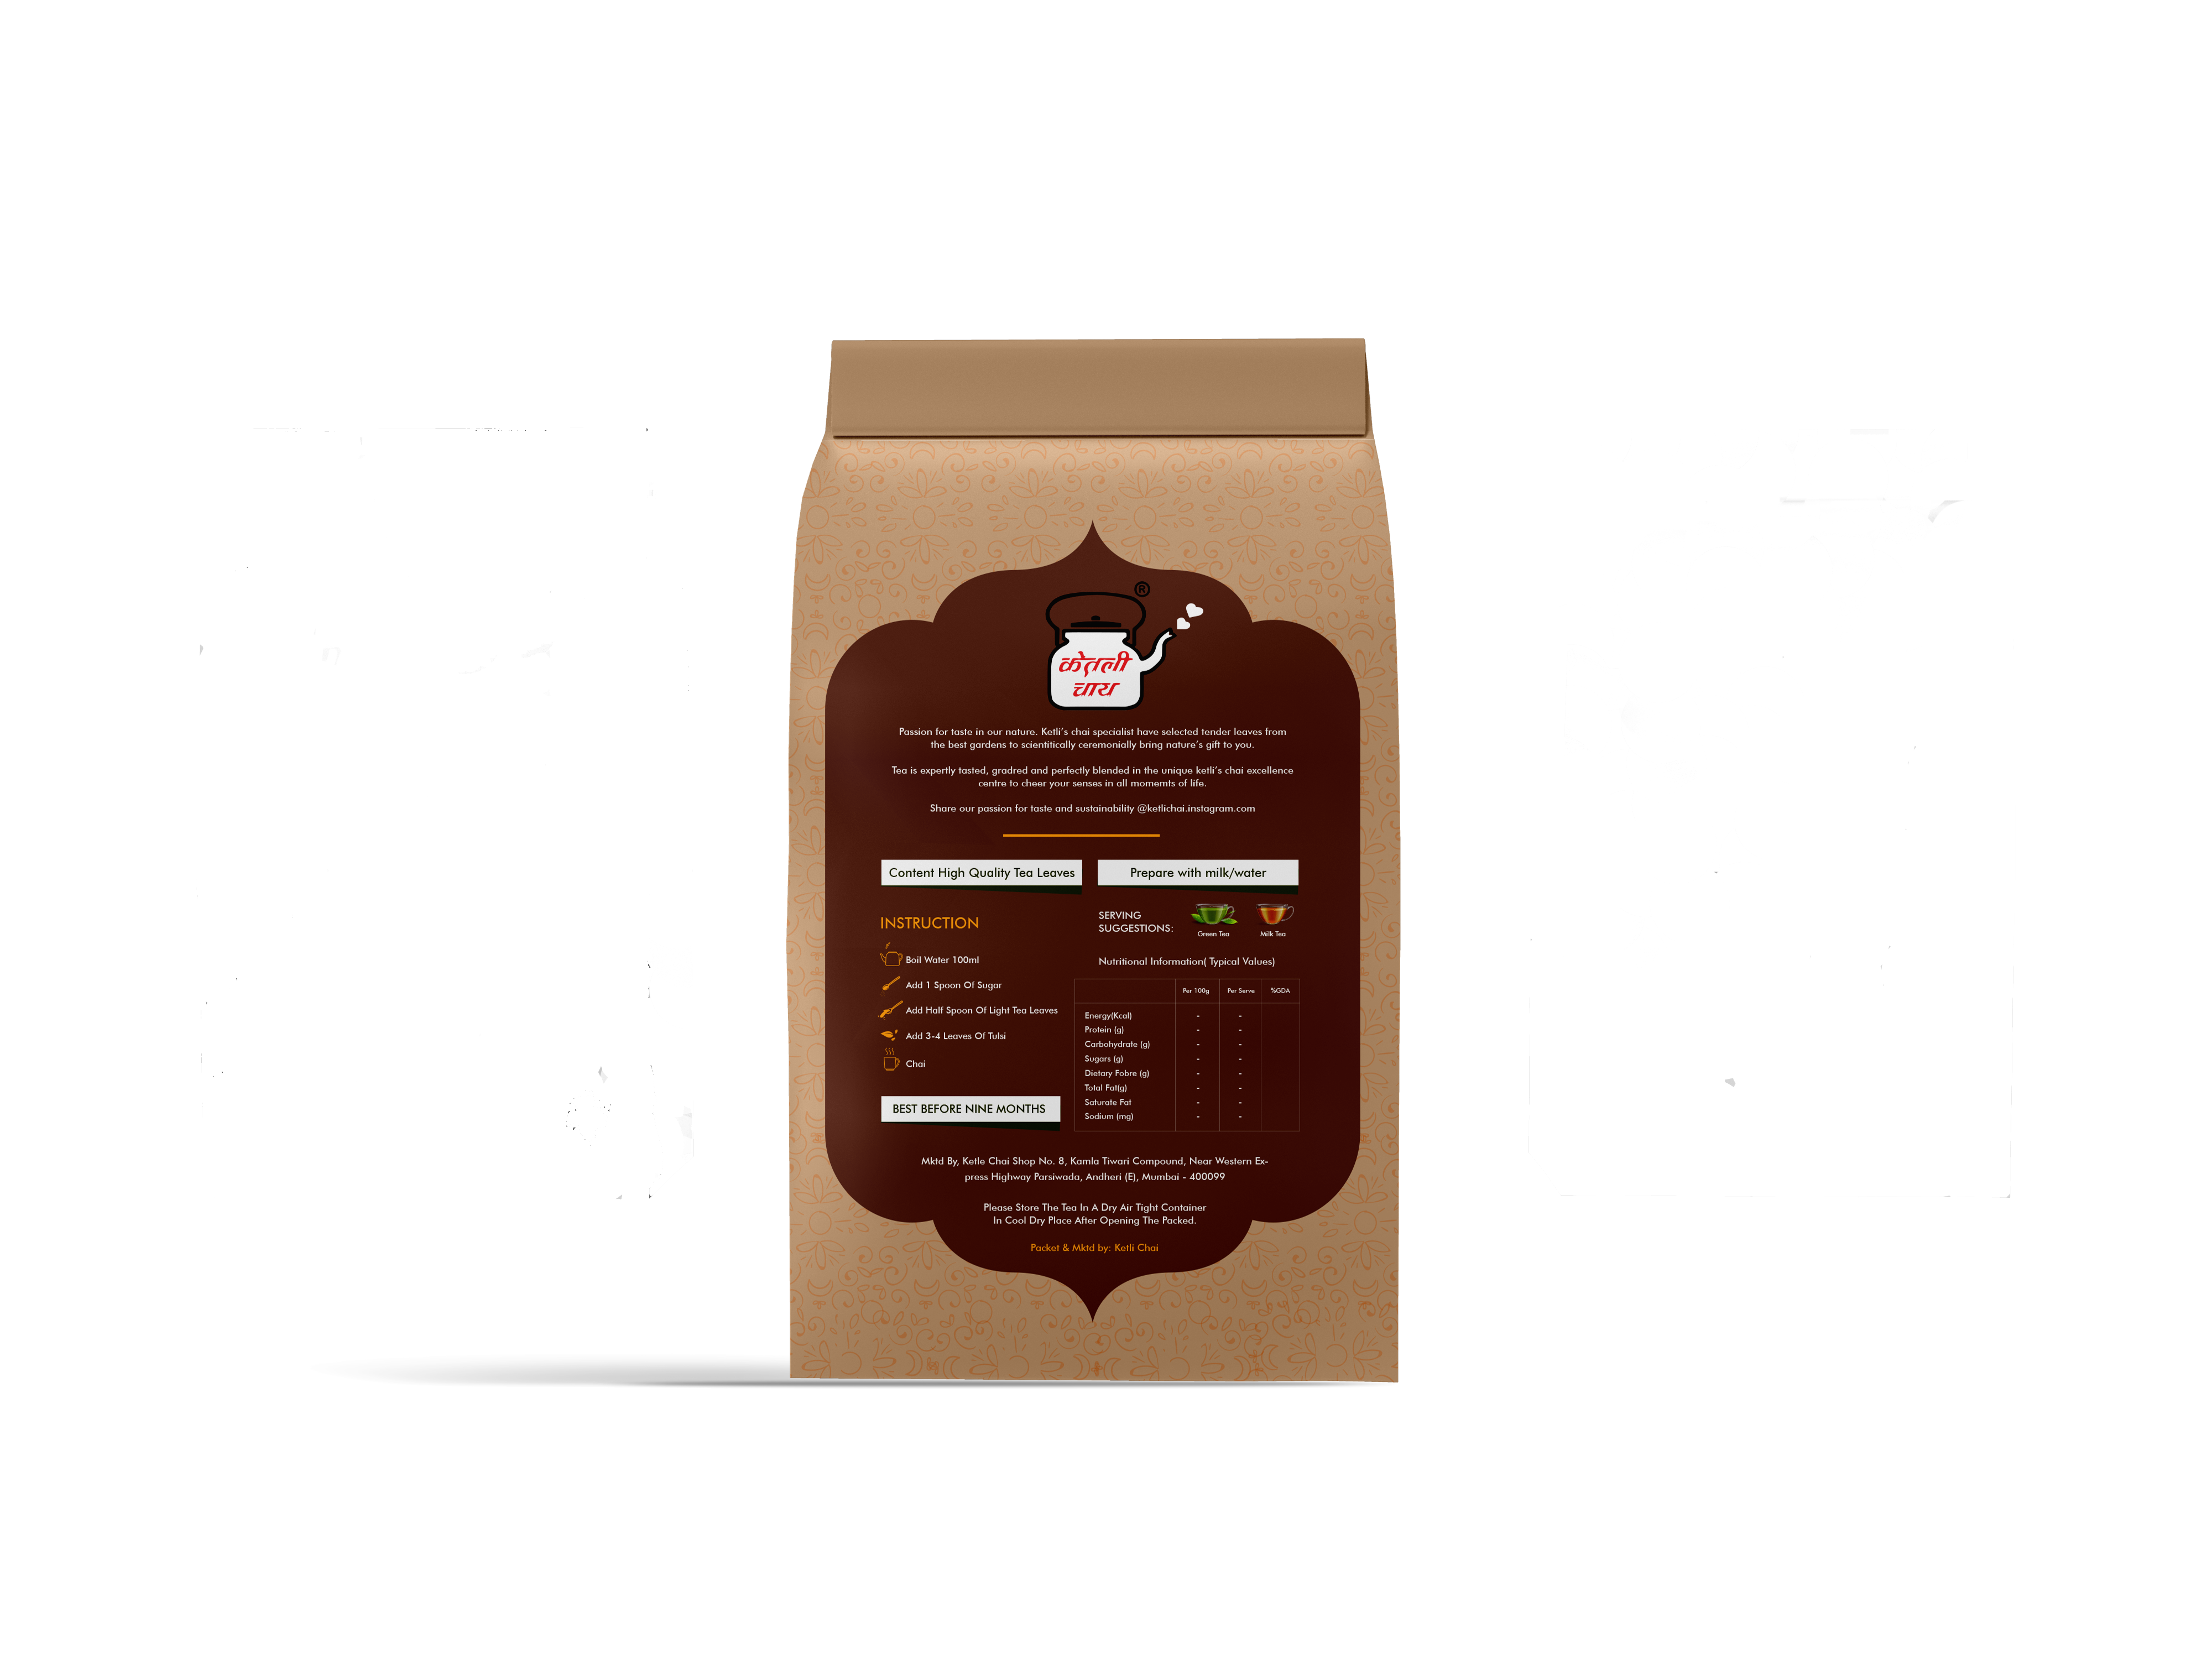 ®
केतली
चाय
Passion for taste in our nature. Ketli's chai specialist have selected tender leaves from
the best gardens to scientitically ceremonially bring nature's gift to you.
Tea is expertly tasted, gradred and perfectly blended in the unique ketli's chai excellence
centre to cheer your senses in all momemts of life.
Share our passion for taste and sustainability @ketlichai.instagram.com
Content High Quality Tea Leaves
Prepare with milk/water
INSTRUCTION
Boil Water 100ml
Add 1 Spoon Of Sugar
Add Half Spoon Of Light Tea Leaves
Add 3-4 Leaves Of Tulsi
Chai
BEST BEFORE NINE MONTHS
SERVING
SUGGESTIONS:
Green Tea
Milk Tea
Nutritional Information( Typical Values)
Per 100g Per Serve %GDA
Energy(Kcal) - -
Protein (g) - -
Carbohydrate (g) - -
Sugars (g) - -
Dietary Fobre (g) - -
Total Fat(g) - -
Saturate Fat - -
Sodium (mg) - -
Mktd By, Ketle Chai Shop No. 8, Kamla Tiwari Compound, Near Western Ex-
press Highway Parsiwada, Andheri (E), Mumbai - 400099
Please Store The Tea In A Dry Air Tight Container
In Cool Dry Place After Opening The Packed.
Packet & Mktd by: Ketli Chai